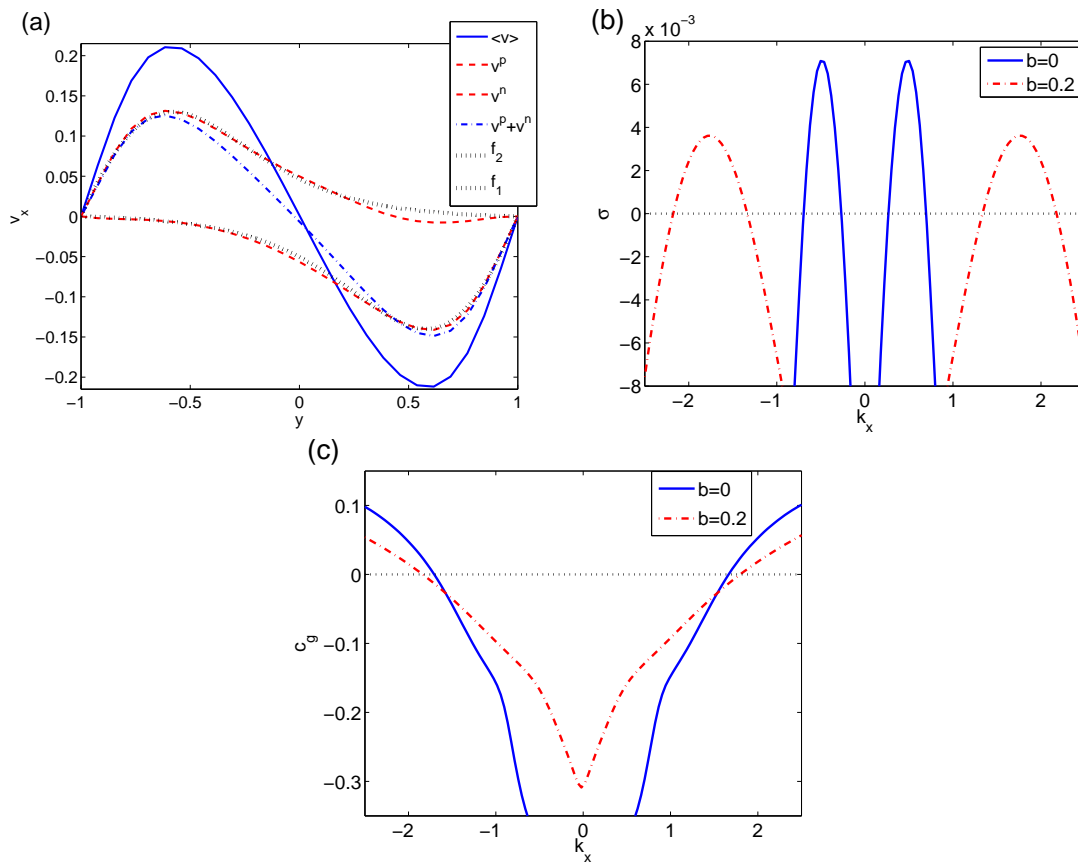 (a)
0.2
0.15
0.1
0.05
0
−0.05
−0.1
−0.15
−0.2
v_x
−1
−0.5
0
0.5
1
y
<v>
v^p
v^n
v^p+v^n
f_2
f_1
(b)
x 10^−3
8
6
4
2
0
−2
−4
−6
−8
σ
−2
−1
0
1
2
k_x
b=0
b=0.2
(c)
0.1
0
−0.1
−0.2
−0.3
c_g
−2
−1
0
1
2
k_x
b=0
b=0.2